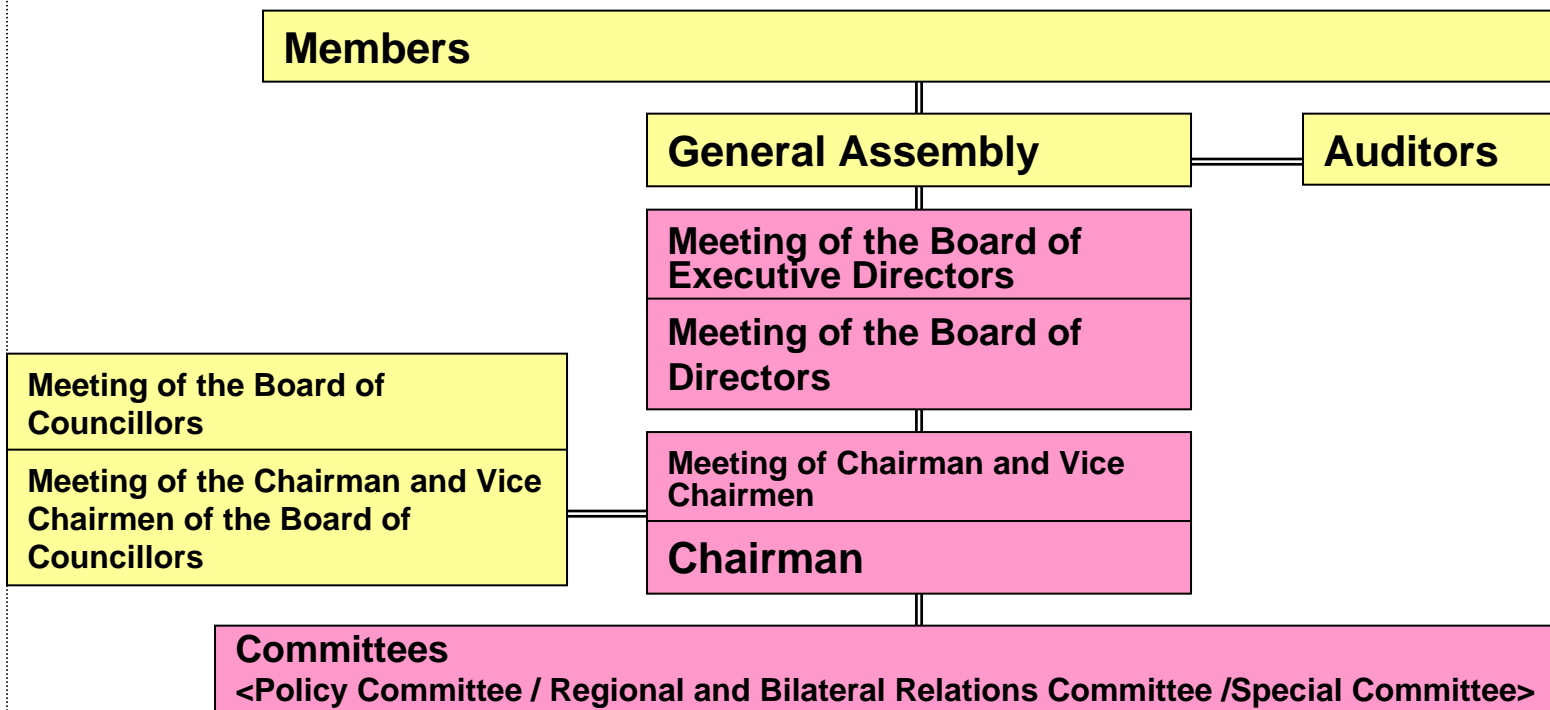 Members
General Assembly
Auditors
Meeting of the Board of
Executive Directors
Meeting of the Board of
Directors
Meeting of the Board of
Councillors
Meeting of the Chairman and Vice
Chairmen of the Board of
Councillors
Meeting of Chairman and Vice
Chairmen
Chairman
Committees
<Policy Committee / Regional and Bilateral Relations Committee /Special Committee>